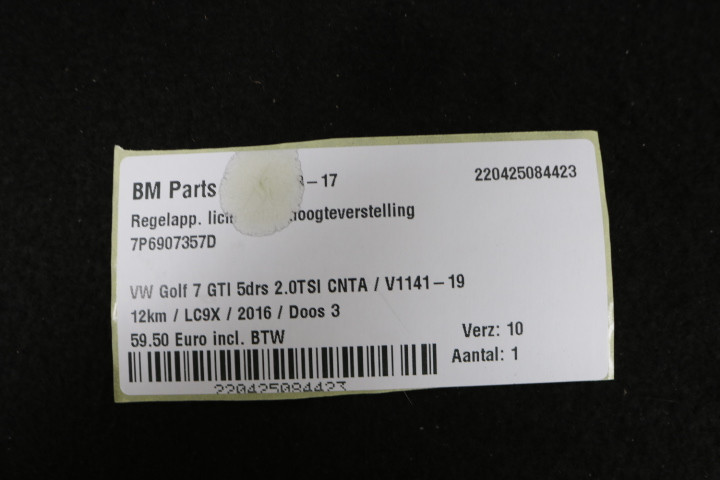 BM Parts -17 220425084423
Regelapp. lich hoogteverstelling
7P6907357D
VW Golf 7 GTI 5drs 2.0TSI CNTA / V1141-19
12km / LC9X / 2016 / Doos 3
59.50 Euro incl. BTW Verz: 10
Aantal: 1
220425084423